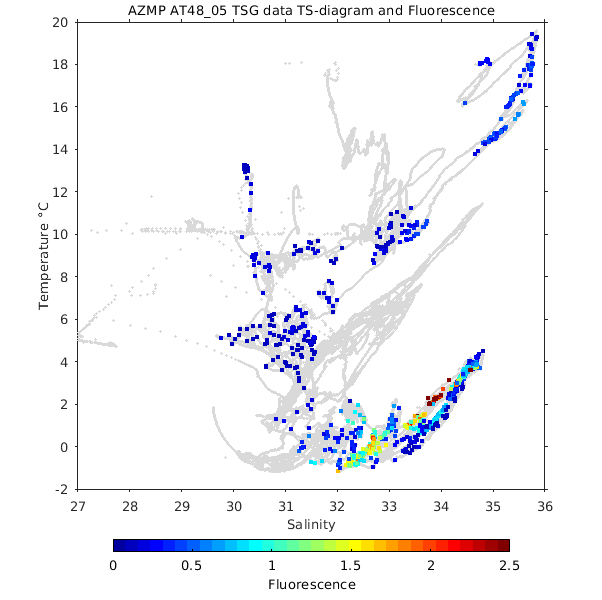 AZMP AT48_05 TSG data TS-diagram and Fluorescence
20
18
16
14
12
10
8
6
4
2
0
-2
Temperature °C
27 28 29 30 31 32 33 34 35 36
Salinity
0 0.5 1 1.5 2 2.5
Fluorescence